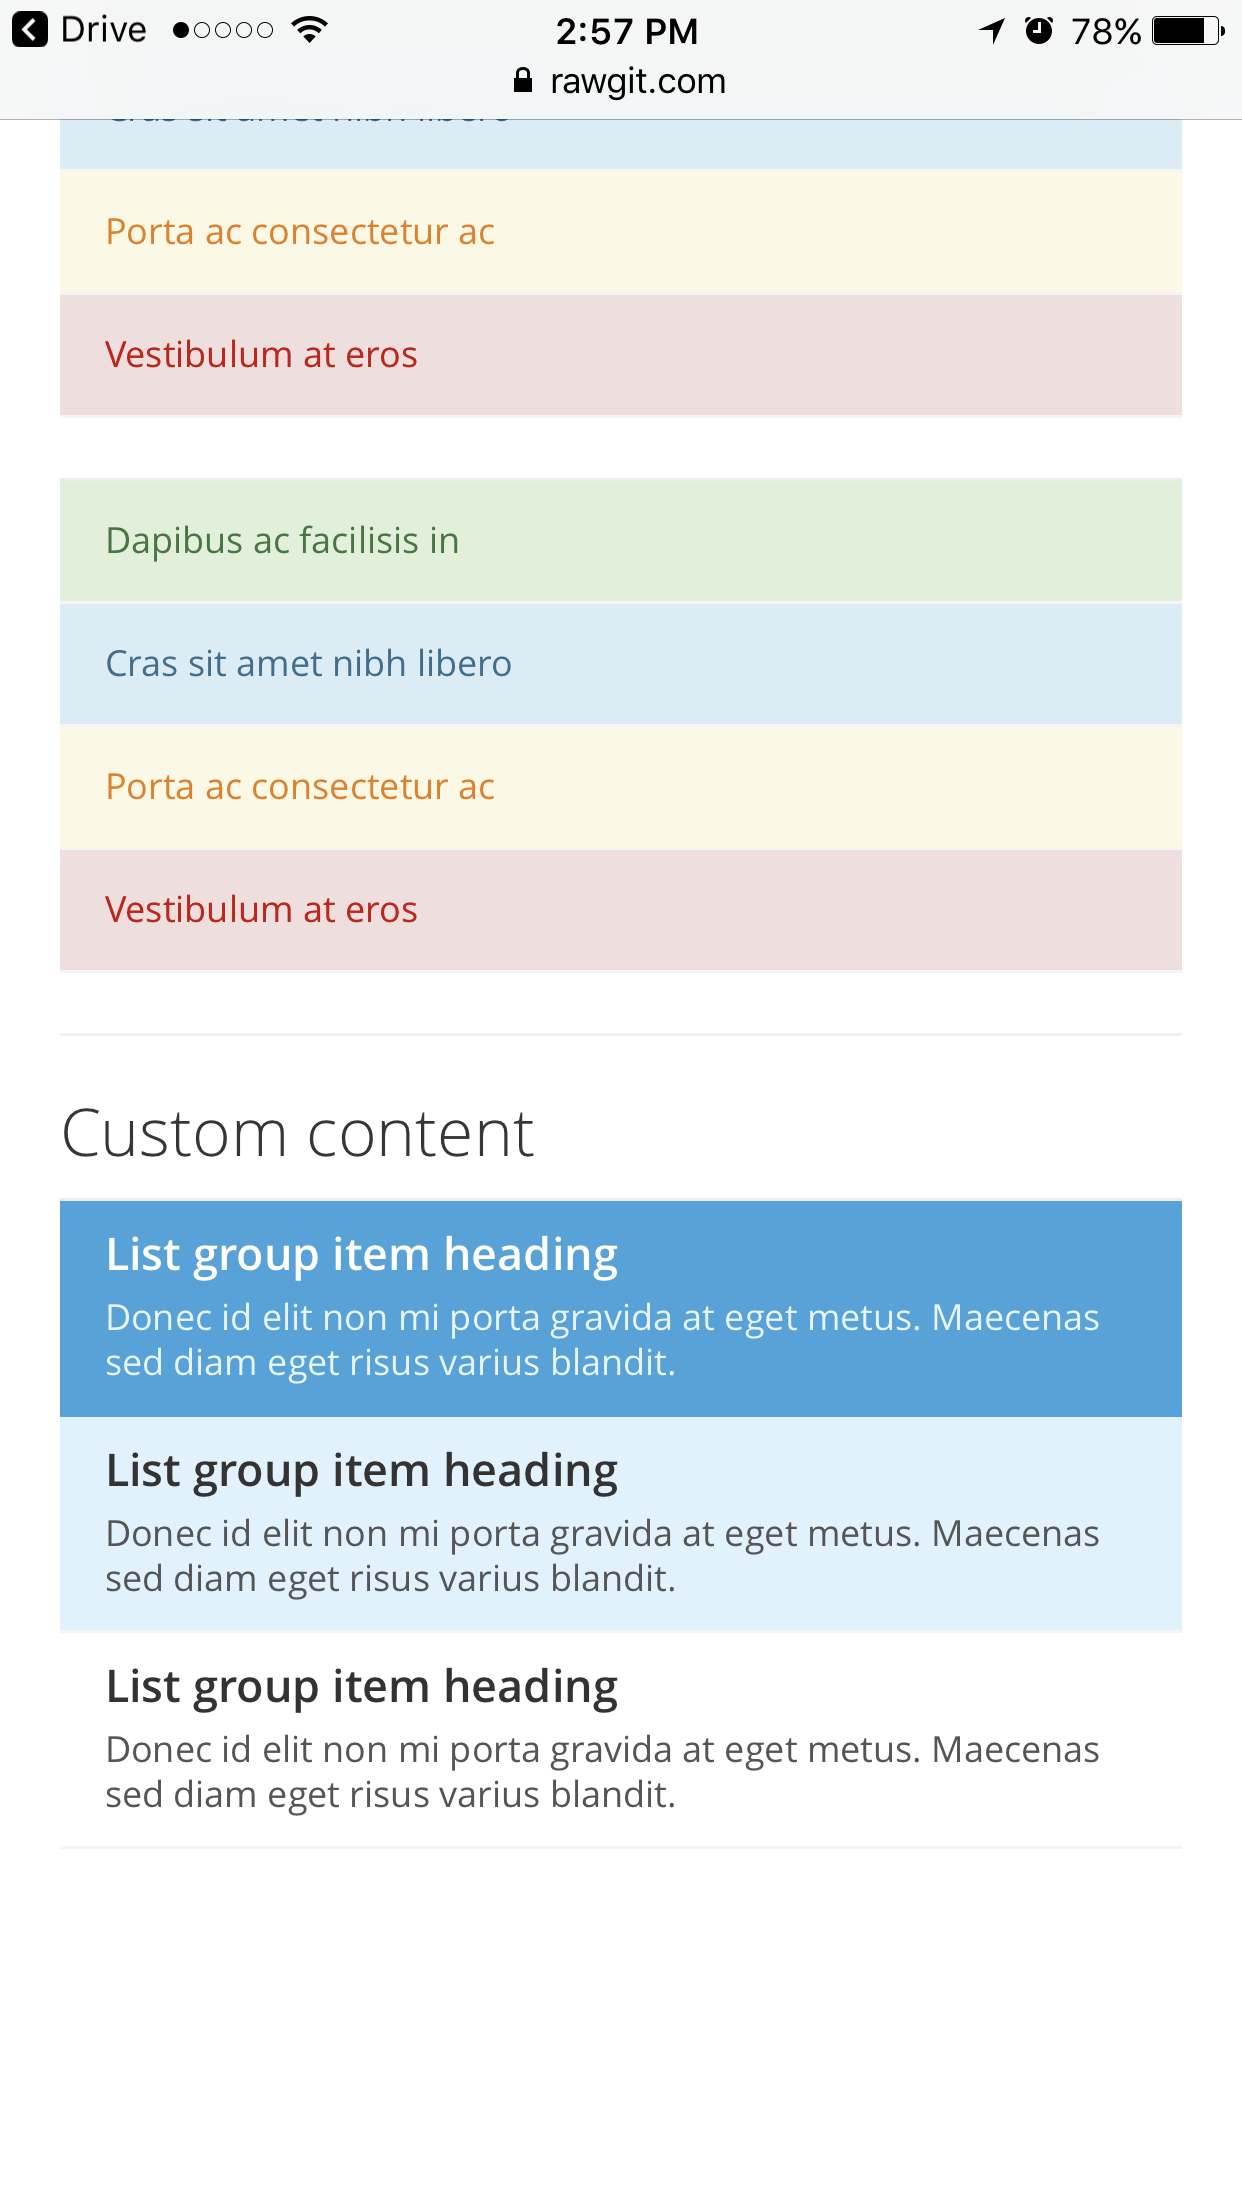 Drive
2:57 PM
78%
rawgit.com
Cras sit amet nibh libero
Porta ac consectetur ac
Vestibulum at eros
Dapibus ac facilisis in
Cras sit amet nibh libero
Porta ac consectetur ac
Vestibulum at eros
Custom content
List group item heading
Donec id elit non mi porta gravida at eget metus. Maecenas
sed diam eget risus varius blandit.
List group item heading
Donec id elit non mi porta gravida at eget metus. Maecenas
sed diam eget risus varius blandit.
List group item heading
Donec id elit non mi porta gravida at eget metus. Maecenas
sed diam eget risus varius blandit.